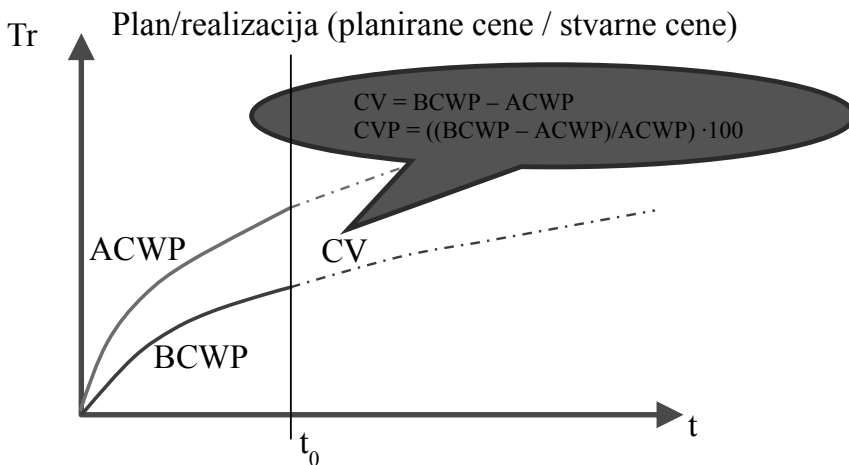 Plan/realizacija (planirane cene / stvarne cene)
Tr
CV = BCWP – ACWP
CVP = ((BCWP – ACWP)/ACWP) ·100
ACWP
CV
BCWP
t
t₀